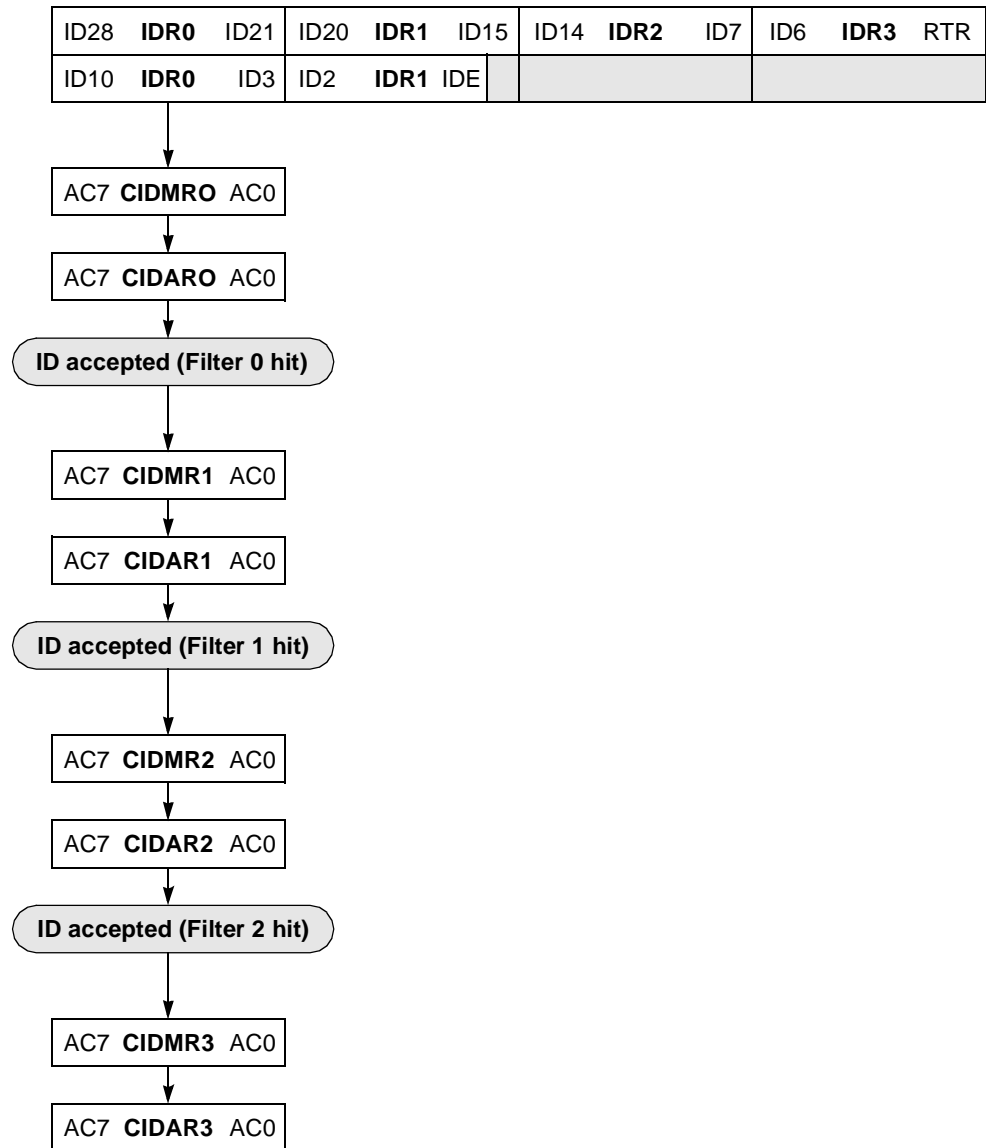 ID28 IDR0 ID21 ID20 IDR1 ID15 ID14 IDR2 ID7 ID6 IDR3 RTR
ID10 IDR0 ID3 ID2 IDR1 IDE
AC7 CIDMRO AC0
AC7 CIDARO AC0
ID accepted (Filter 0 hit)
AC7 CIDMR1 AC0
AC7 CIDAR1 AC0
ID accepted (Filter 1 hit)
AC7 CIDMR2 AC0
AC7 CIDAR2 AC0
ID accepted (Filter 2 hit)
AC7 CIDMR3 AC0
AC7 CIDAR3 AC0